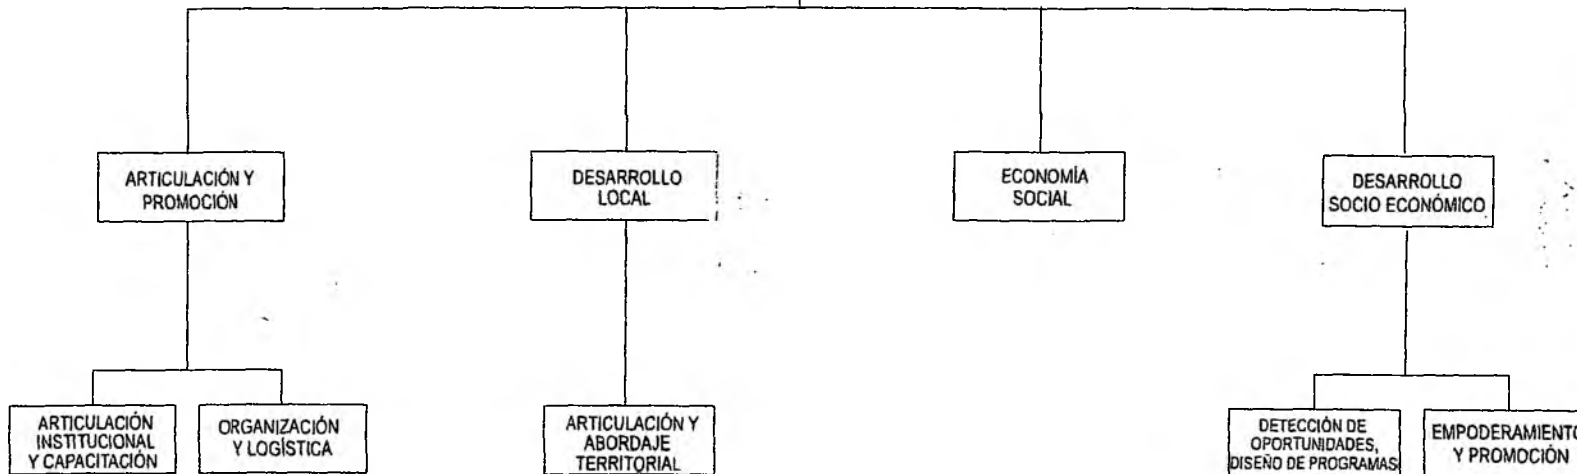 ARTICULACIÓN Y
PROMOCIÓN
DESARROLLO
LOCAL
ECONOMÍA
SOCIAL
DESARROLLO
SOCIO ECONÓMICO
ARTICULACIÓN
INSTITUCIONAL
Y CAPACITACIÓN
ORGANIZACIÓN
Y LOGÍSTICA
ARTICULACIÓN Y
ABORDAJE
TERRITORIAL
DETECCIÓN DE
OPORTUNIDADES,
DISEÑO DE PROGRAMAS
EMPODERAMIENTO
Y PROMOCIÓN